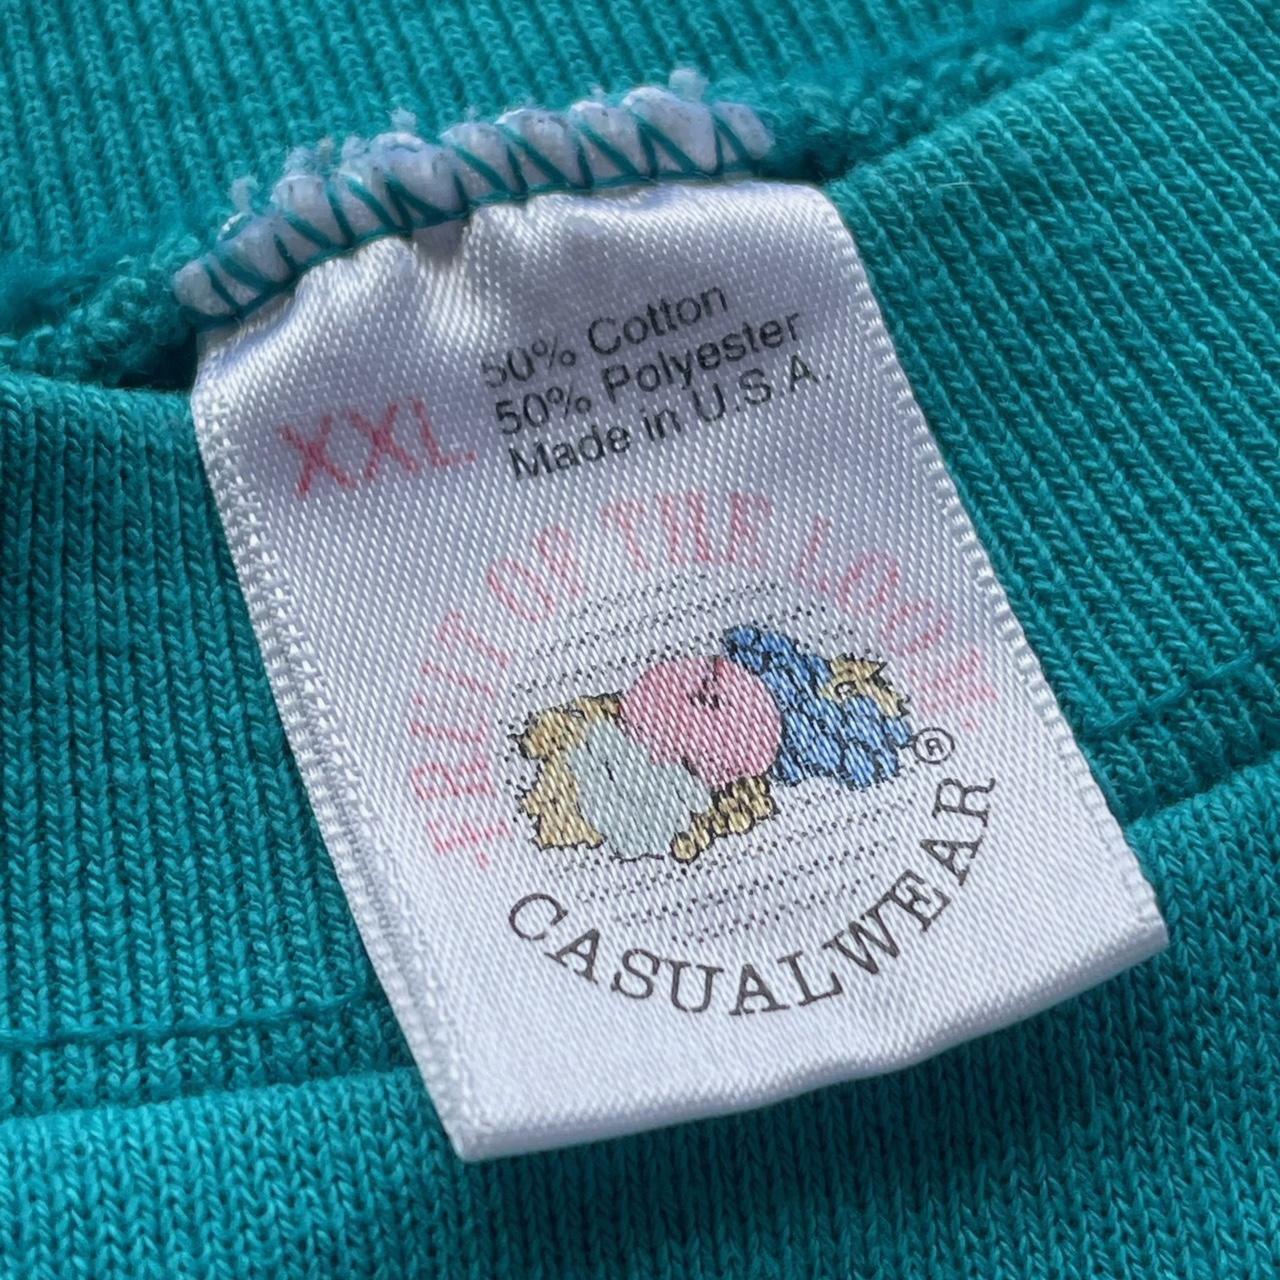 50% Cotton
50% Polyester
Made in U.S.A.
XXL
FRUIT OF THE LOOM
®
CASUALWEAR